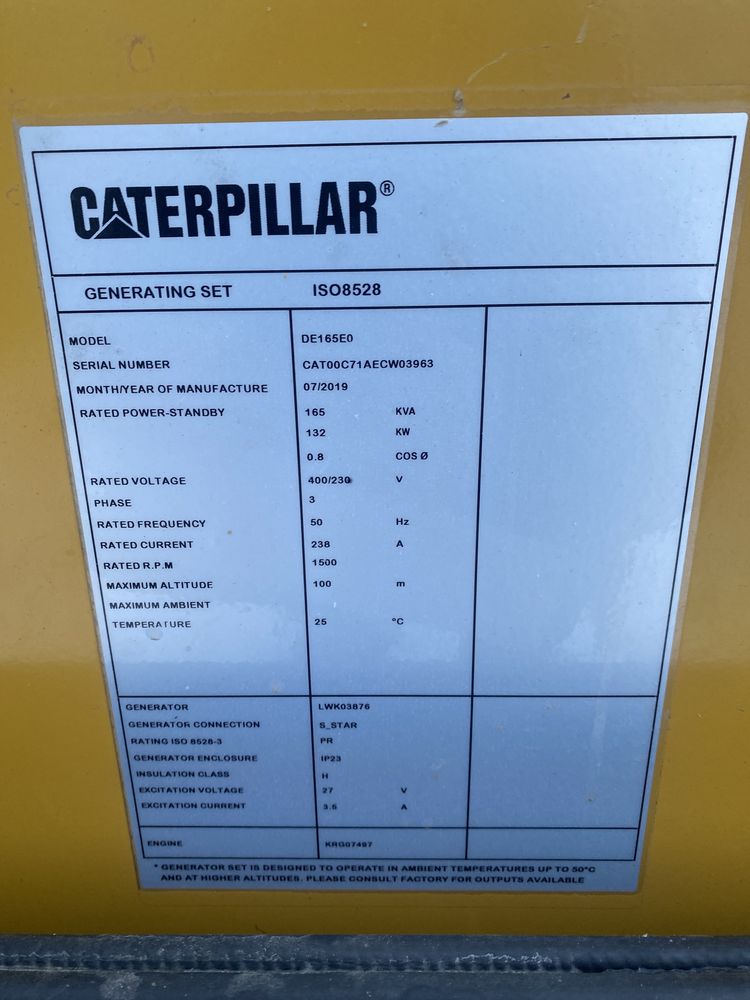 CATERPILLAR®
GENERATING SET ISO8528
MODEL DE165E0
SERIAL NUMBER CAT00C71AECW03963
MONTH/YEAR OF MANUFACTURE 07/2019
RATED POWER-STANDBY 165 KVA
132 KW
0.8 COS Ø
RATED VOLTAGE 400/230 V
PHASE 3
RATED FREQUENCY 50 Hz
RATED CURRENT 238 A
RATED R.P.M 1500
MAXIMUM ALTITUDE 100 m
MAXIMUM AMBIENT
TEMPERATURE 25 °C
GENERATOR LWK03876
GENERATOR CONNECTION S_STAR
RATING ISO 8528-3 PR
GENERATOR ENCLOSURE IP23
INSULATION CLASS H
EXCITATION VOLTAGE 27 V
EXCITATION CURRENT 3.5 A
ENGINE KRG07497
* GENERATOR SET IS DESIGNED TO OPERATE IN AMBIENT TEMPERATURES UP TO 50°C
AND AT HIGHER ALTITUDES. PLEASE CONSULT FACTORY FOR OUTPUTS AVAILABLE